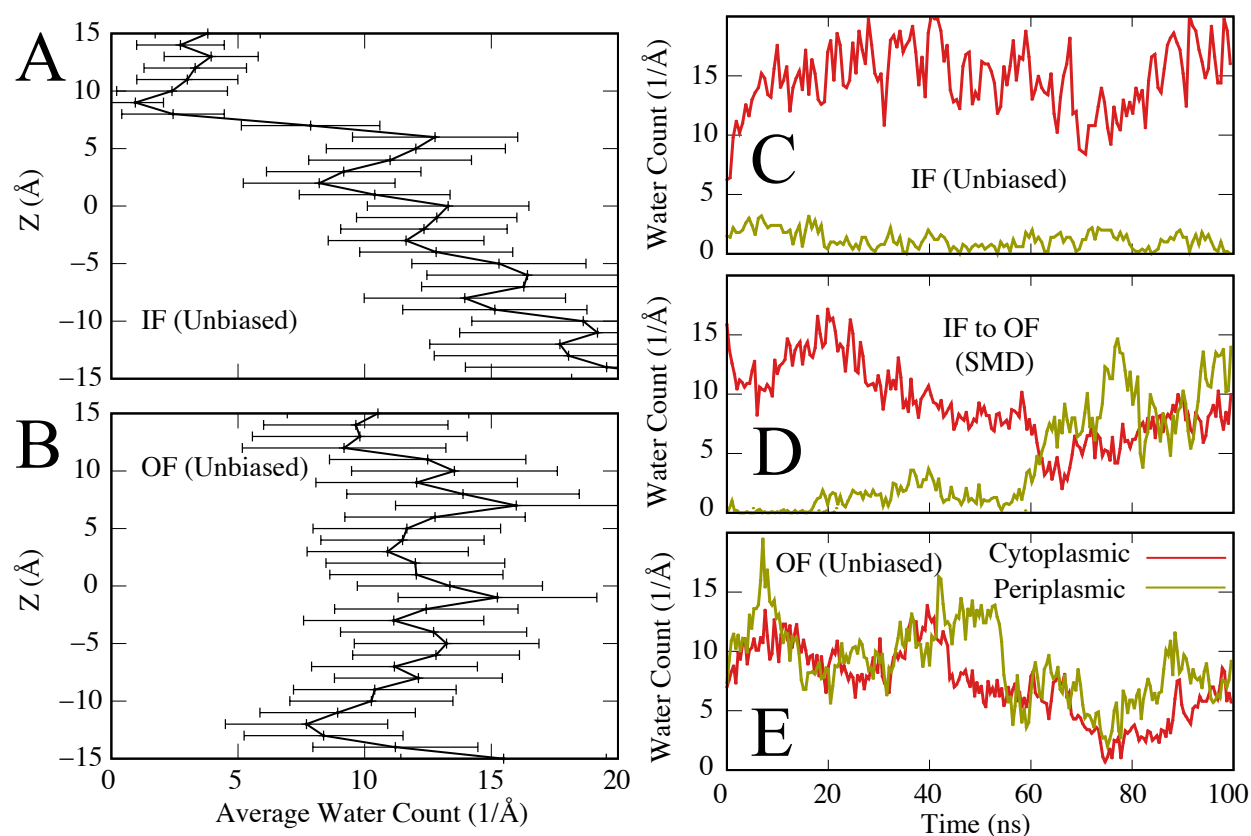 A
15
10
5
0
−5
−10
−15
Z (Å)
IF (Unbiased)
B
15
10
5
0
−5
−10
−15
Z (Å)
OF (Unbiased)
0
5
10
15
20
Average Water Count (1/Å)
C
15
10
5
0
Water Count (1/Å)
IF (Unbiased)
D
15
10
5
0
Water Count (1/Å)
IF to OF
(SMD)
E
15
10
5
0
Water Count (1/Å)
OF (Unbiased)
Cytoplasmic
Periplasmic
0
20
40
60
80
100
Time (ns)